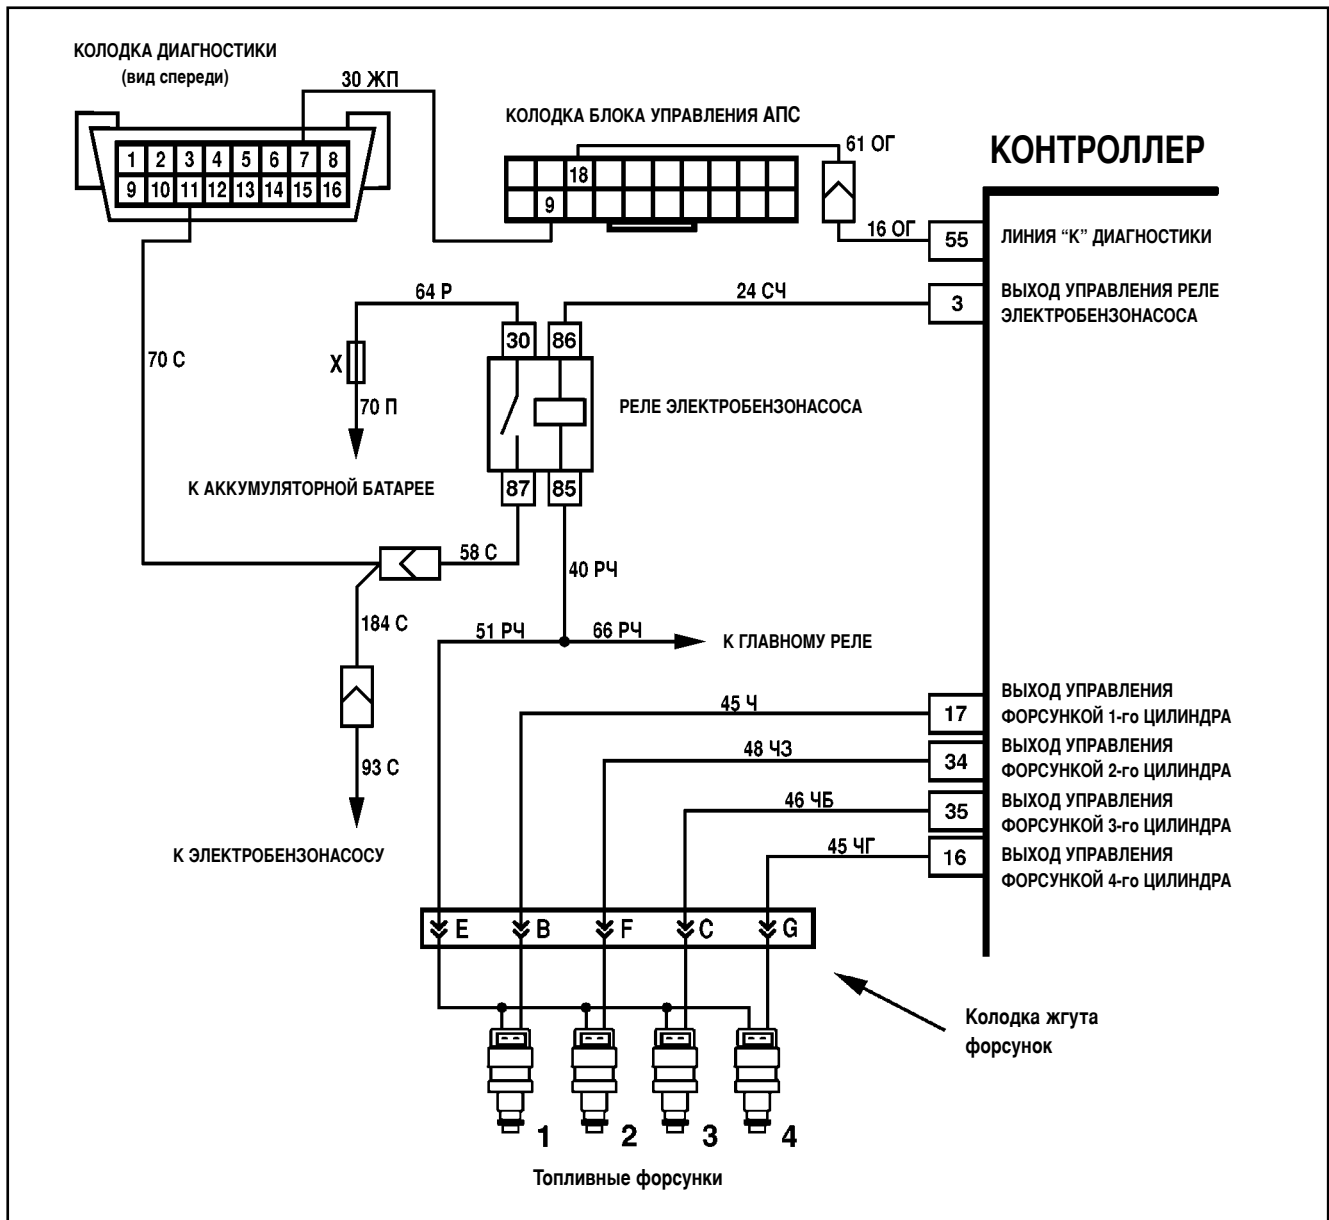 КОЛОДКА ДИАГНОСТИКИ
(вид спереди)
30 ЖП
КОЛОДКА БЛОКА УПРАВЛЕНИЯ АПС
61 ОГ
КОНТРОЛЛЕР
1 2 3 4 5 6 7 8
9 10 11 12 13 14 15 16
18
9
16 ОГ
55
ЛИНИЯ “К” ДИАГНОСТИКИ
64 Р
24 СЧ
3
ВЫХОД УПРАВЛЕНИЯ РЕЛЕ
ЭЛЕКТРОБЕНЗОНАСОСА
30
86
70 С
Х
70 П
РЕЛЕ ЭЛЕКТРОБЕНЗОНАСОСА
К АККУМУЛЯТОРНОЙ БАТАРЕЕ
87
85
58 С
40 РЧ
184 С
51 РЧ
66 РЧ
К ГЛАВНОМУ РЕЛЕ
45 Ч
17
ВЫХОД УПРАВЛЕНИЯ
ФОРСУНКОЙ 1-го ЦИЛИНДРА
48 ЧЗ
34
ВЫХОД УПРАВЛЕНИЯ
ФОРСУНКОЙ 2-го ЦИЛИНДРА
93 С
46 ЧБ
35
ВЫХОД УПРАВЛЕНИЯ
ФОРСУНКОЙ 3-го ЦИЛИНДРА
К ЭЛЕКТРОБЕНЗОНАСОСУ
45 ЧГ
16
ВЫХОД УПРАВЛЕНИЯ
ФОРСУНКОЙ 4-го ЦИЛИНДРА
E B F C G
Колодка жгута
форсунок
1 2 3 4
Топливные форсунки